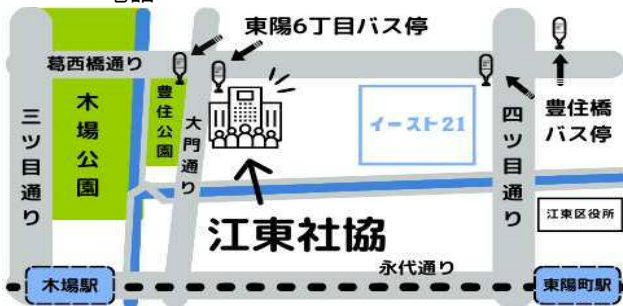 東陽6丁目バス停
葛西橋通り
三ツ目通り
木場公園
豊住公園
大門通り
イースト21
四ツ目通り
豊住橋
バス停
江東区役所
江東社協
永代通り
木場駅
東陽町駅